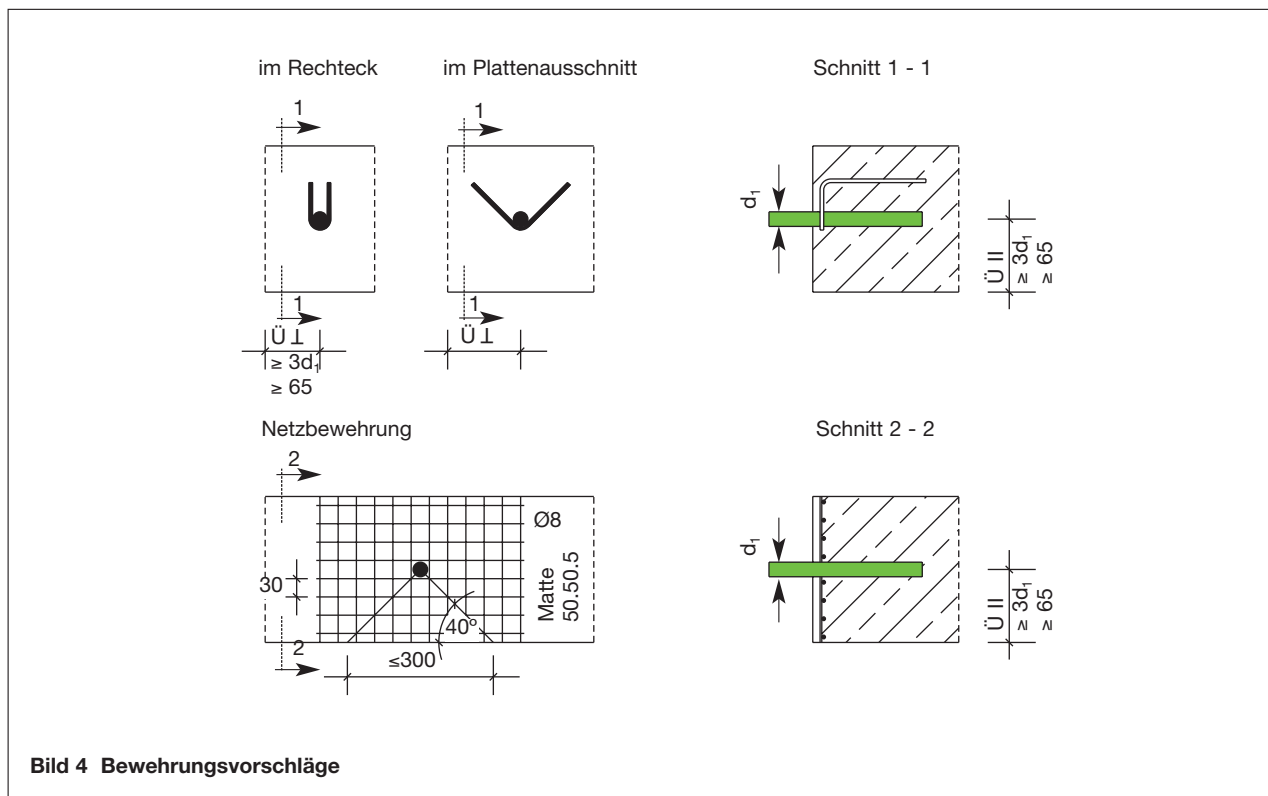 im Rechteck
im Plattenausschnitt
Schnitt 1 - 1
1
1
d1
1
1
Ü ⊥
≥ 3d1
≥ 65
Ü ⊥
Ü II
≥ 3d1
≥ 65
Netzbewehrung
Schnitt 2 - 2
2
Ø8
Matte
50.50.5
30
40º
2
≤300
d1
Ü II
≥ 3d1
≥ 65
Bild 4 Bewehrungsvorschläge